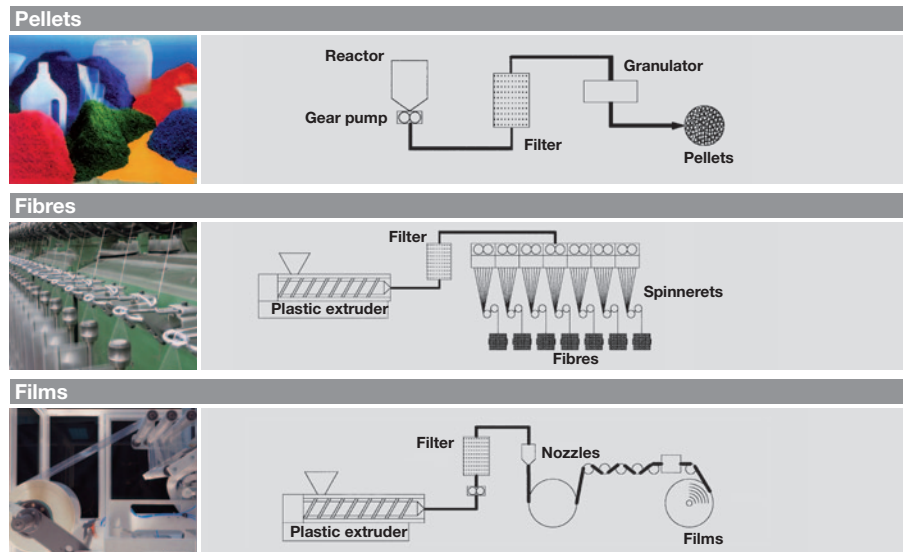 Pellets
Reactor
Granulator
Gear pump
Filter
Pellets
Fibres
Filter
Spinnerets
Plastic extruder
Fibres
Films
Filter
Nozzles
Plastic extruder
Films